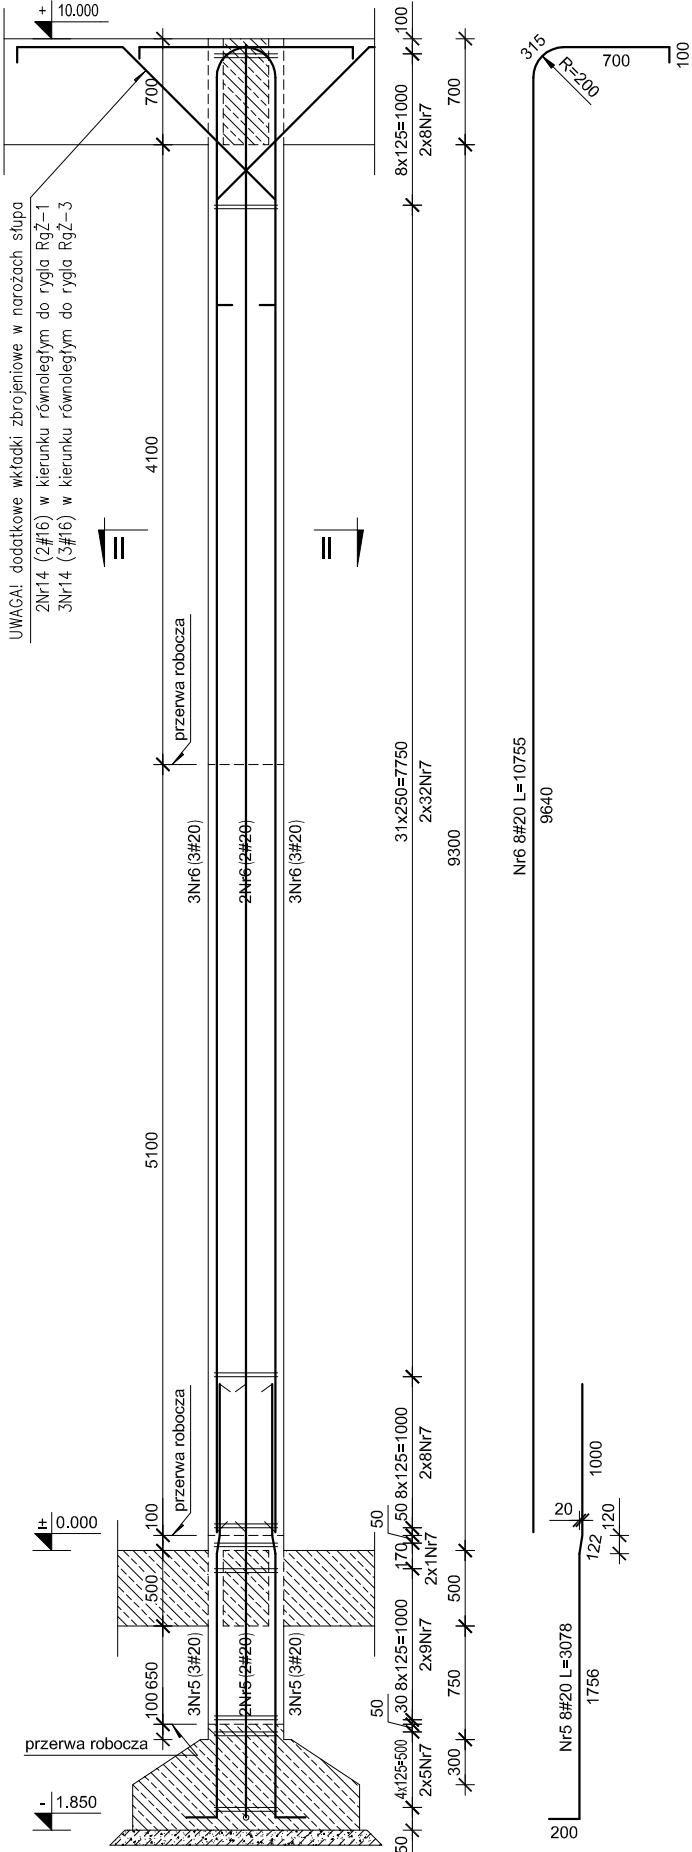 + 10.000
100
700
700
8x125=1000
2x8Nr7
315
R=200
700
100
UWAGA! dodatkowe wkładki zbrojeniowe w narożach słupa
2Nr14 (2#16) w kierunku równoległym do rygla RgŻ-1
3Nr14 (3#16) w kierunku równoległym do rygla RgŻ-3
4100
II
II
przerwa robocza
31x250=7750
2x32Nr7
Nr6 8#20 L=10755
9640
3Nr6 (3#20)
2Nr6 (2#20)
3Nr6 (3#20)
9300
5100
przerwa robocza
8x125=1000
2x8Nr7
1000
50
50
20
120
122
± 0.000
100
170
2x1Nr7
500
500
8x125=1000
2x9Nr7
30
50
3Nr5 (3#20)
2Nr5 (2#20)
3Nr5 (3#20)
650
100
750
Nr5 8#20 L=3078
1756
przerwa robocza
4x125=500
2x5Nr7
300
- 1.850
50
200